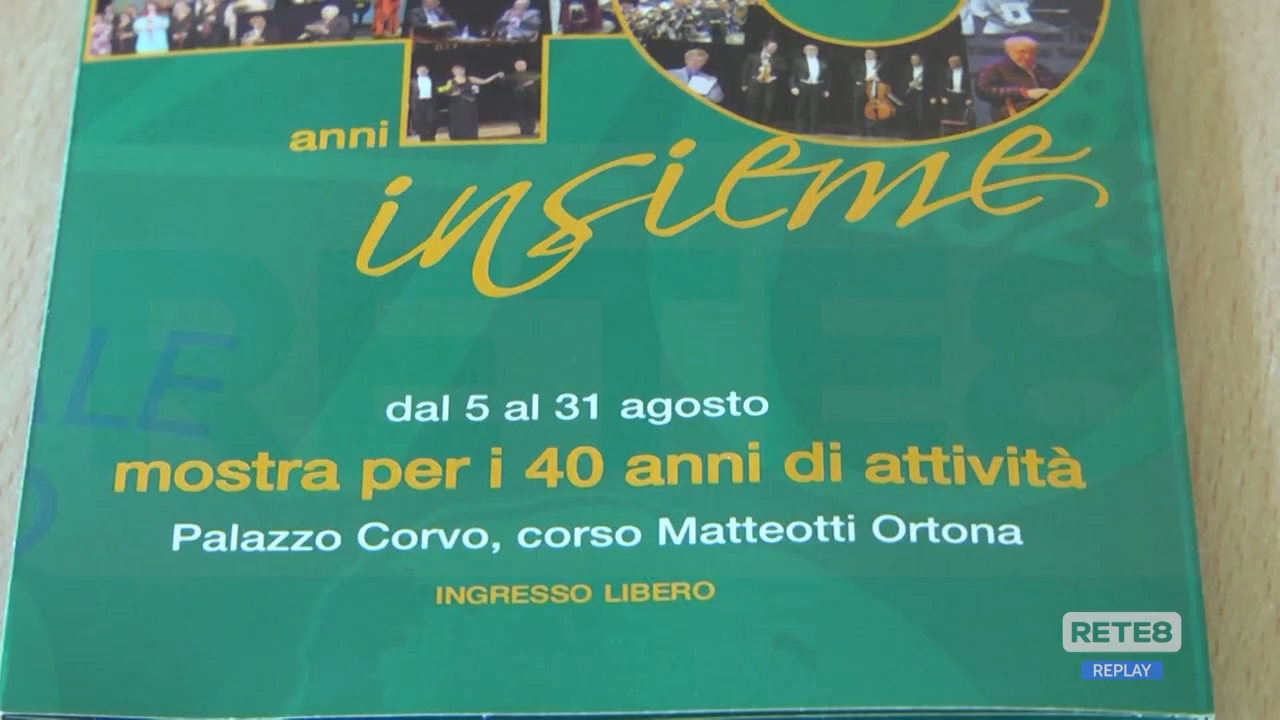 40
anni
insieme
dal 5 al 31 agosto
mostra per i 40 anni di attività
Palazzo Corvo, corso Matteotti Ortona
INGRESSO LIBERO
RETE8
REPLAY